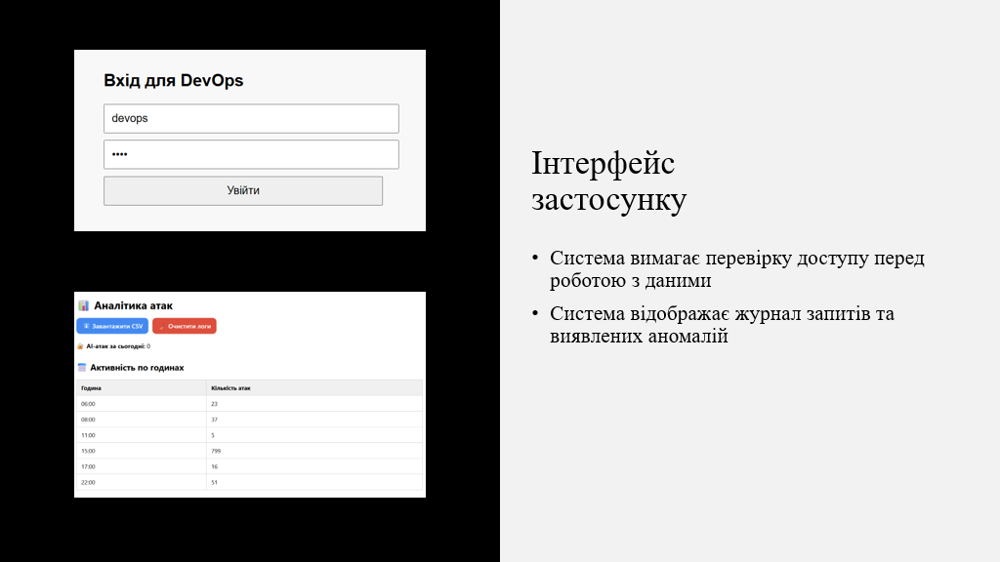 Вхід для DevOps
devops
••••
Увійти
Аналітика атак
Завантажити CSV Очистити логи
AI-атак за сьогодні: 0
Активність по годинах
Година Кількість атак
06:00 23
08:00 37
11:00 5
15:00 799
17:00 16
22:00 51
Інтерфейс
застосунку
• Система вимагає перевірку доступу перед
роботою з даними
• Система відображає журнал запитів та
виявлених аномалій